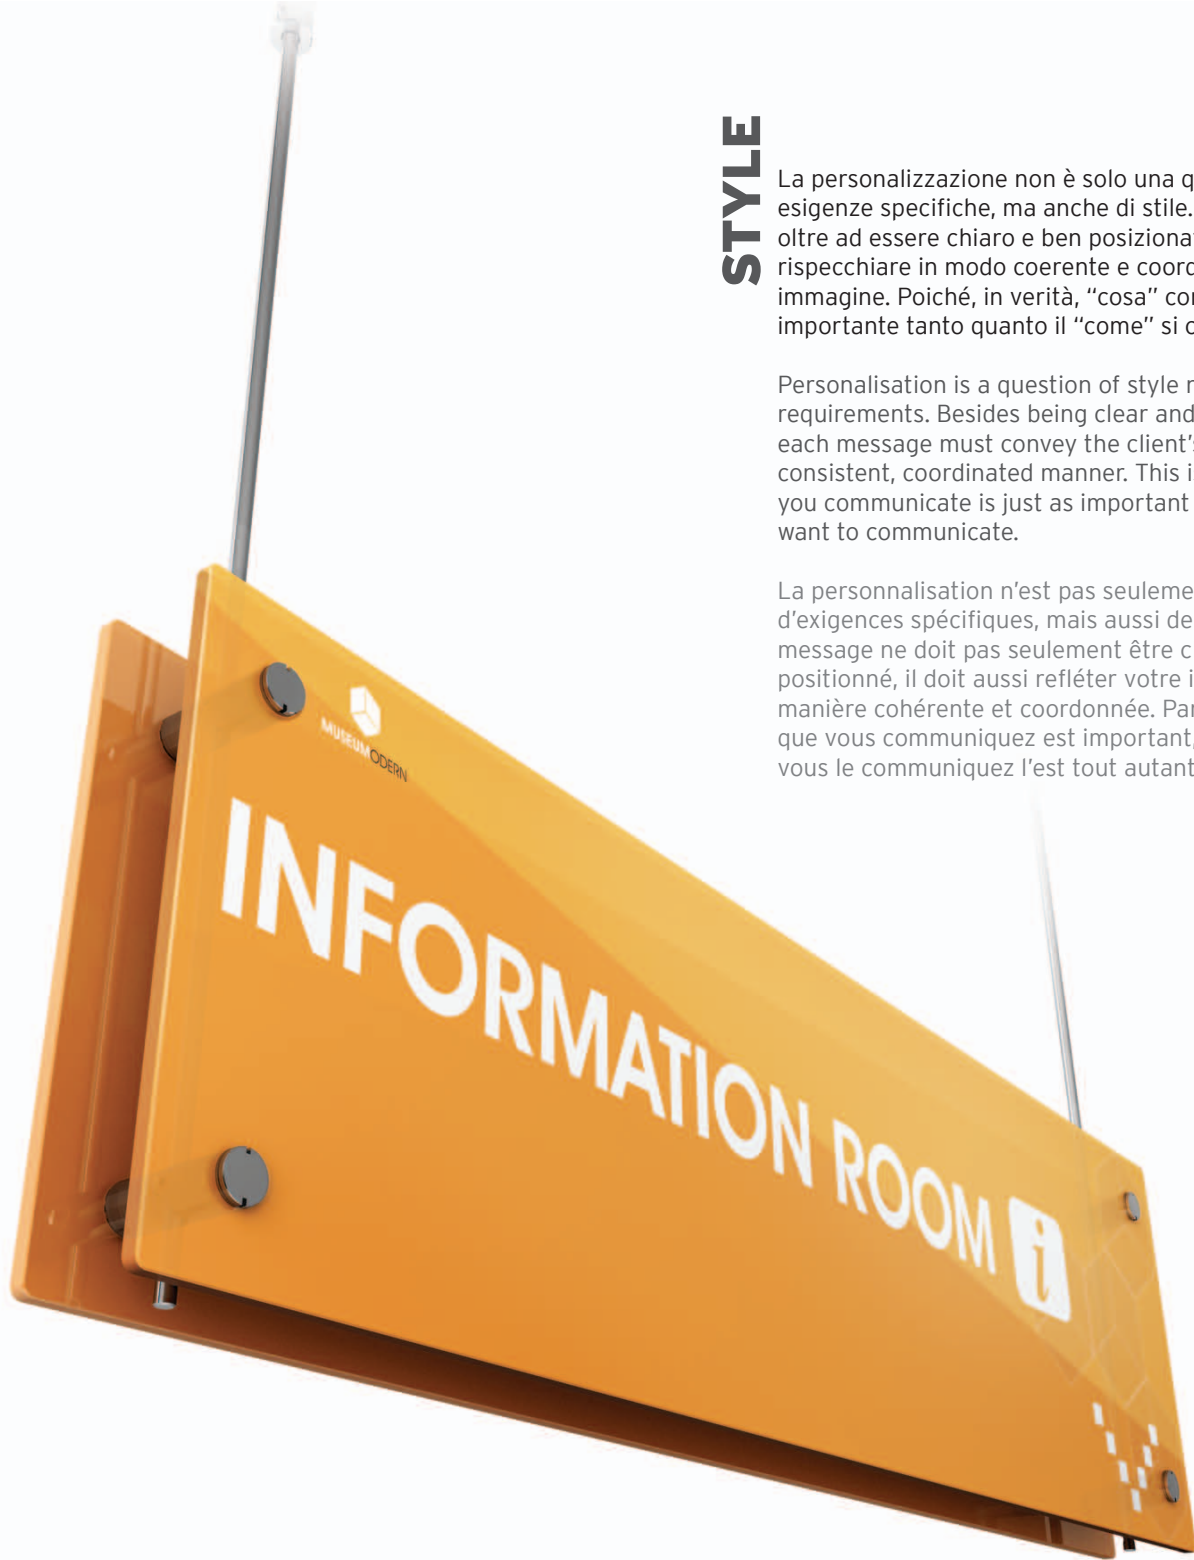 STYLE
La personalizzazione non è solo una
esigenze specifiche, ma anche di stile.
oltre ad essere chiaro e ben
rispecchiare in modo coerente e
immagine. Poiché, in verità, “cosa”
importante tanto quanto il “come” si
Personalisation is a question of style
requirements. Besides being clear and
each message must convey the client’s
consistent, coordinated manner. This
you communicate is just as important
want to communicate.
La personnalisation n’est pas
d’exigences spécifiques, mais aussi de
message ne doit pas seulement être
positionné, il doit aussi refléter votre
manière cohérente et coordonnée.
que vous communiquez est important,
vous le communiquez l’est tout autant
MUSEUMODERN
INFORMATION ROOM i